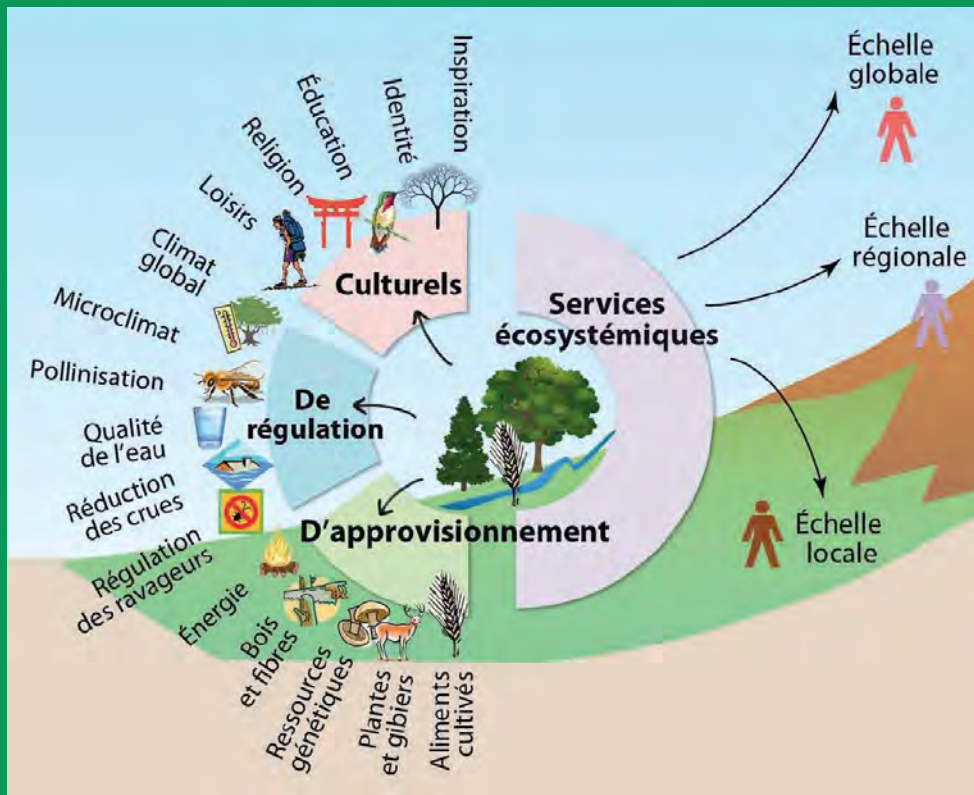 Inspiration
Identité
Éducation
Religion
Loisirs
Climat
global
Microclimat
Pollinisation
Qualité
de l'eau
Réduction
des crues
Régulation
des ravageurs
Énergie
Bois
et fibres
Ressources
génétiques
Plantes
et gibiers
Aliments
cultivés
Culturels
De
régulation
D'approvisionnement
Services
écosystémiques
Échelle
globale
Échelle
régionale
Échelle
locale